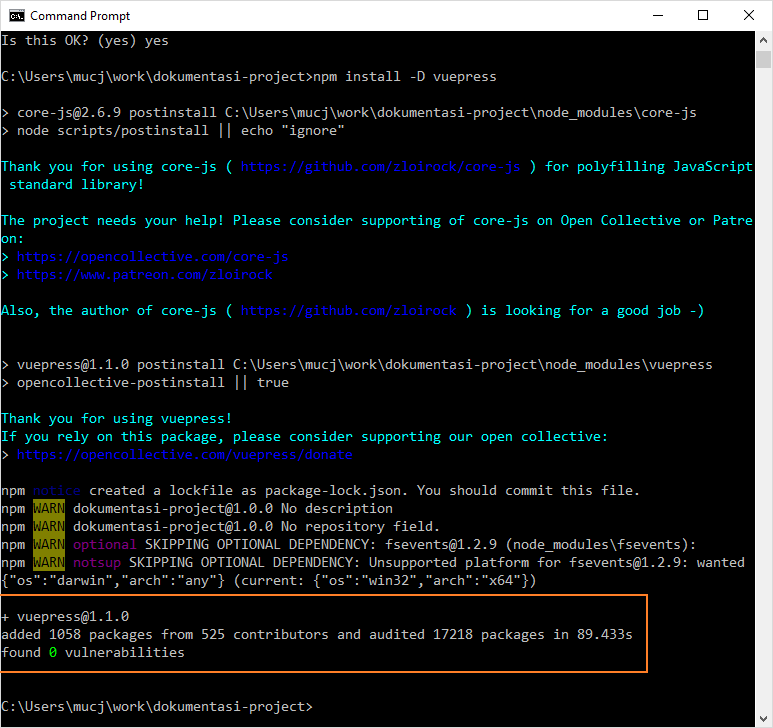 Command Prompt
Is this OK? (yes) yes
C:\Users\mucj\work\dokumentasi-project>npm install -D vuepress
> core-js@2.6.9 postinstall C:\Users\mucj\work\dokumentasi-project\node_modules\core-js
> node scripts/postinstall || echo "ignore"
Thank you for using core-js ( https://github.com/zloirock/core-js ) for polyfilling JavaScript
 standard library!
The project needs your help! Please consider supporting of core-js on Open Collective or Patre
on:
> https://opencollective.com/core-js
> https://www.patreon.com/zloirock
Also, the author of core-js ( https://github.com/zloirock ) is looking for a good job -)
> vuepress@1.1.0 postinstall C:\Users\mucj\work\dokumentasi-project\node_modules\vuepress
> opencollective-postinstall || true
Thank you for using vuepress!
If you rely on this package, please consider supporting our open collective:
> https://opencollective.com/vuepress/donate
npm notice created a lockfile as package-lock.json. You should commit this file.
npm WARN dokumentasi-project@1.0.0 No description
npm WARN dokumentasi-project@1.0.0 No repository field.
npm WARN optional SKIPPING OPTIONAL DEPENDENCY: fsevents@1.2.9 (node_modules\fsevents):
npm WARN notsup SKIPPING OPTIONAL DEPENDENCY: Unsupported platform for fsevents@1.2.9: wanted
{"os":"darwin","arch":"any"} (current: {"os":"win32","arch":"x64"})
+ vuepress@1.1.0
added 1058 packages from 525 contributors and audited 17218 packages in 89.433s
found 0 vulnerabilities
C:\Users\mucj\work\dokumentasi-project>